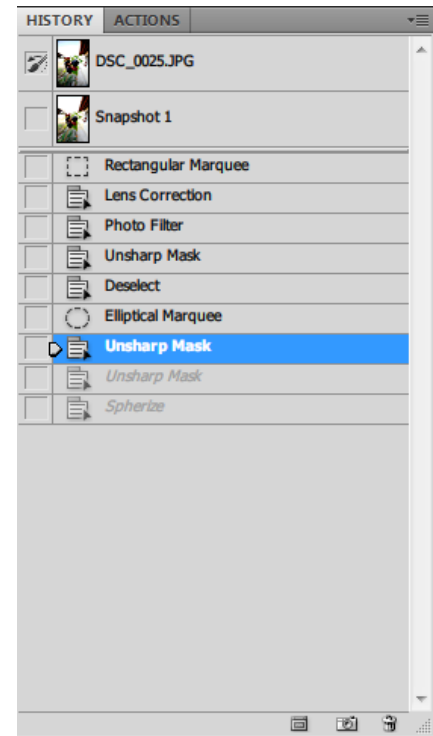 HISTORY ACTIONS
DSC_0025.JPG
Snapshot 1
Rectangular Marquee
Lens Correction
Photo Filter
Unsharp Mask
Deselect
Elliptical Marquee
Unsharp Mask
Unsharp Mask
Spherize